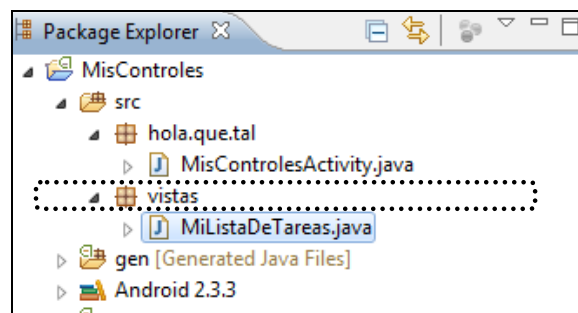 Package Explorer
MisControles
src
hola.que.tal
MisControlesActivity.java
vistas
MiListaDeTareas.java
gen [Generated Java Files]
Android 2.3.3